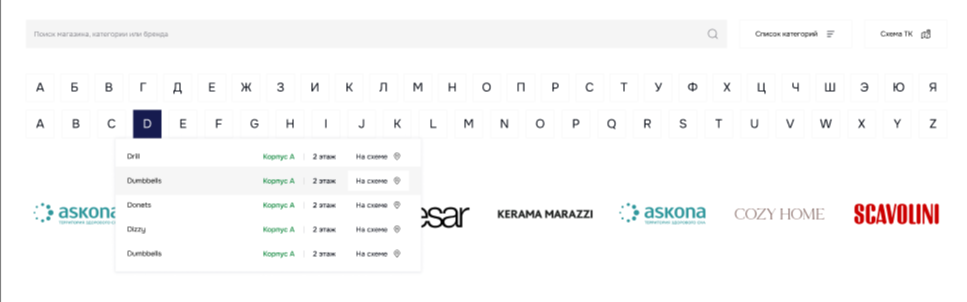 Поиск магазина, категории или бренда
Список категорий
Схема ТК
А Б В Г Д Е Ж З И К Л М Н О П Р С Т У Ф Х Ц Ч Ш Э Ю Я
A B C D E F G H I J K L M N O P Q R S T U V W X Y Z
Drill Корпус А 2 этаж На схеме
Dumbbells Корпус А 2 этаж На схеме
Donets Корпус А 2 этаж На схеме
Dizzy Корпус А 2 этаж На схеме
Dumbbells Корпус А 2 этаж На схеме
askona
esar
KERAMA MARAZZI
askona
COZY HOME
SCAVOLINI